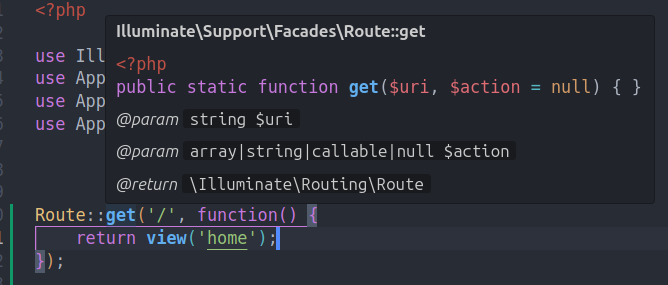 <?php
Illuminate\Support\Facades\Route::get
<?php
public static function get($uri, $action = null) { }
@param string $uri
@param array|string|callable|null $action
@return \Illuminate\Routing\Route
use Ill
use App
use App
use App
Route::get('/', function() {
return view('home');
});